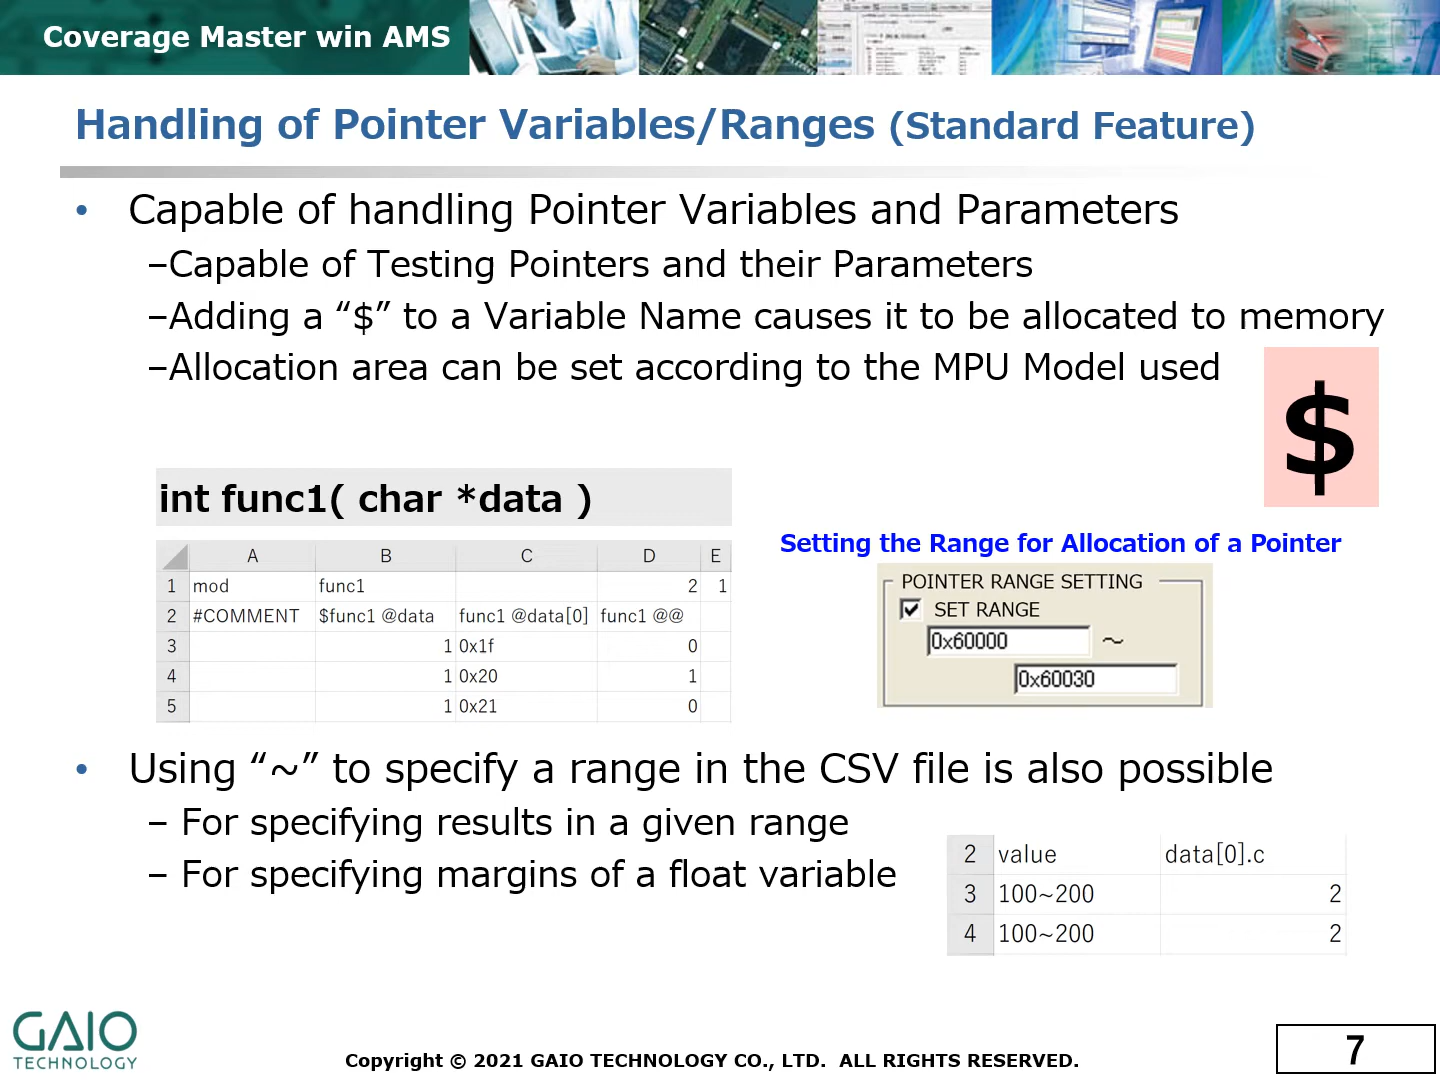 Coverage Master win AMS
Handling of Pointer Variables/Ranges (Standard Feature)
• Capable of handling Pointer Variables and Parameters
–Capable of Testing Pointers and their Parameters
–Adding a “$” to a Variable Name causes it to be allocated to memory
–Allocation area can be set according to the MPU Model used
$
int func1( char *data )
A B C D E
1 mod func1 2 1
2 #COMMENT $func1 @data func1 @data[0] func1 @@
3 1 0x1f 0
4 1 0x20 1
5 1 0x21 0
Setting the Range for Allocation of a Pointer
POINTER RANGE SETTING
SET RANGE
0x60000 ～
0x60030
• Using “~” to specify a range in the CSV file is also possible
– For specifying results in a given range
– For specifying margins of a float variable
2 value data[0].c
3 100~200 2
4 100~200 2
GAIO
TECHNOLOGY
Copyright © 2021 GAIO TECHNOLOGY CO., LTD. ALL RIGHTS RESERVED.
7